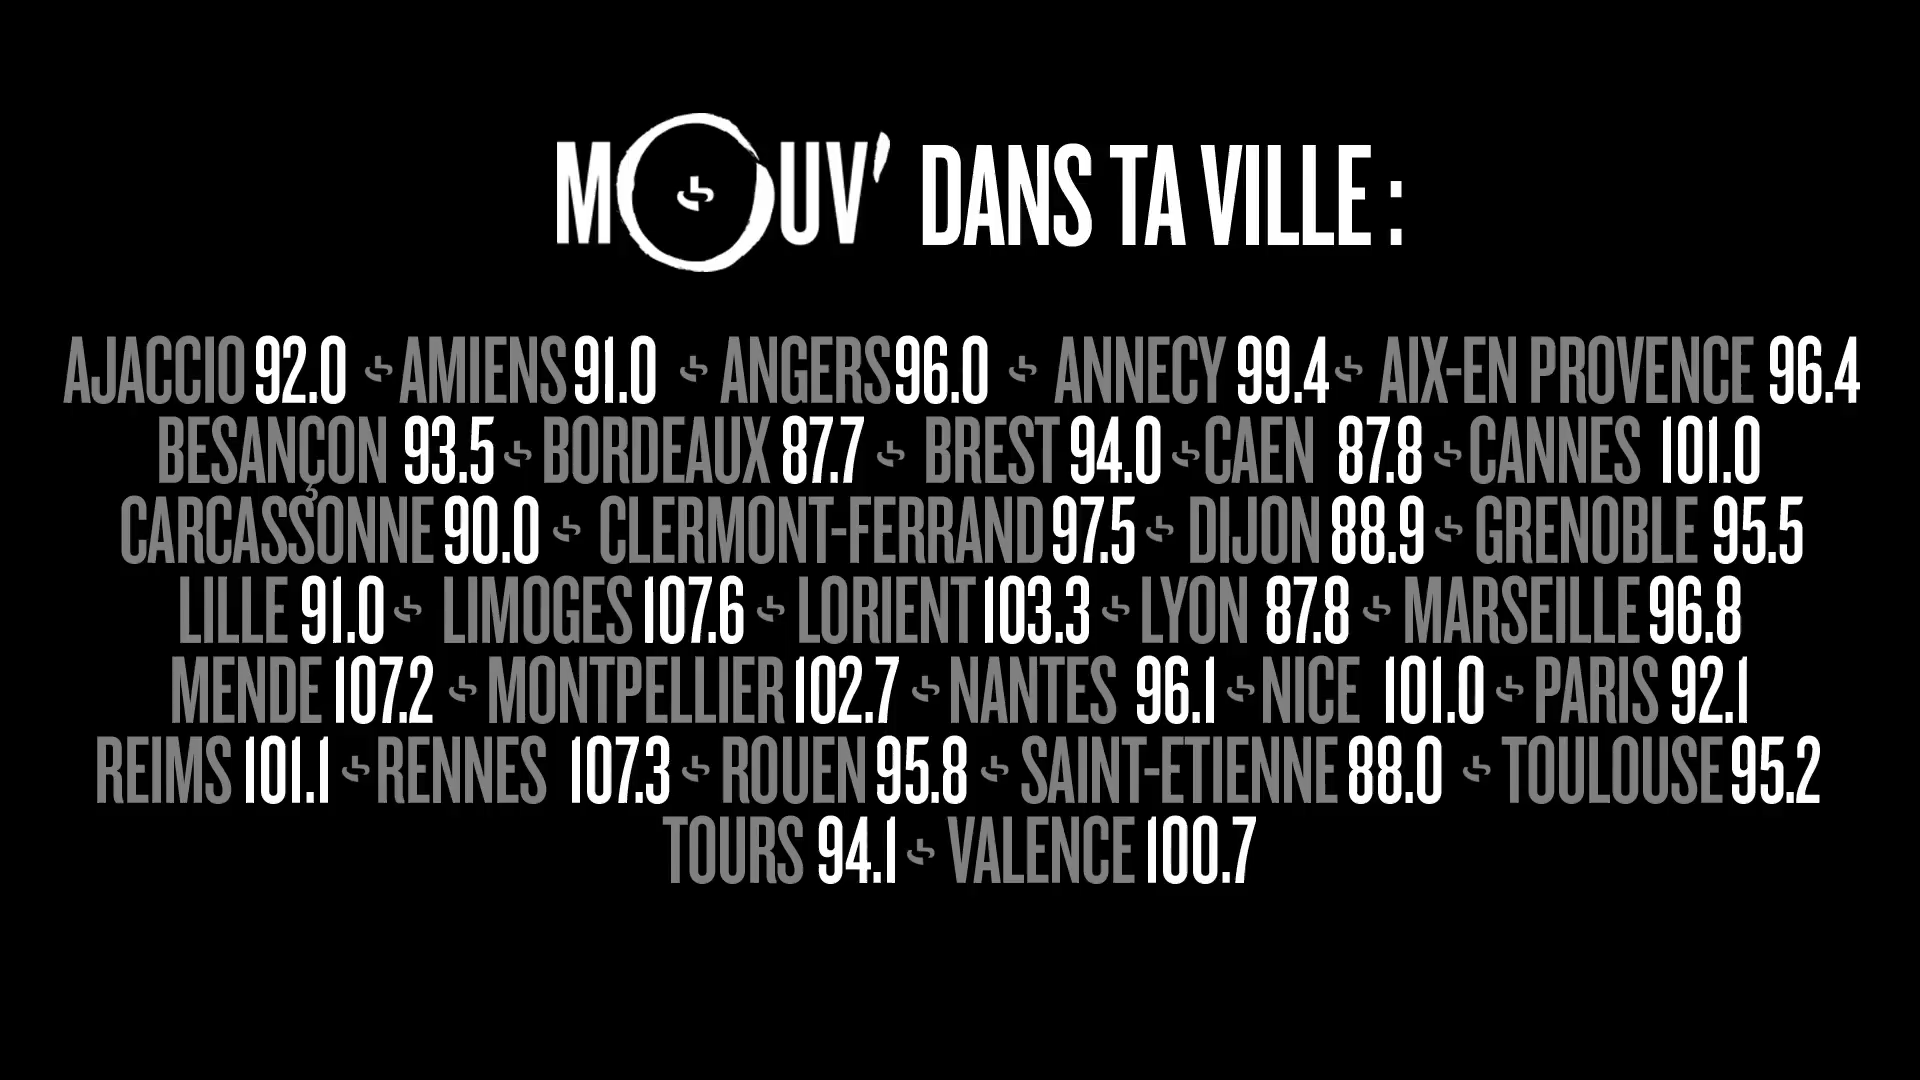 MOUV' DANS TA VILLE :
AJACCIO 92.0 AMIENS 91.0 ANGERS 96.0 ANNECY 99.4 AIX-EN PROVENCE 96.4
BESANÇON 93.5 BORDEAUX 87.7 BREST 94.0 CAEN 87.8 CANNES 101.0
CARCASSONNE 90.0 CLERMONT-FERRAND 97.5 DIJON 88.9 GRENOBLE 95.5
LILLE 91.0 LIMOGES 107.6 LORIENT 103.3 LYON 87.8 MARSEILLE 96.8
MENDE 107.2 MONTPELLIER 102.7 NANTES 96.1 NICE 101.0 PARIS 92.1
REIMS 101.1 RENNES 107.3 ROUEN 95.8 SAINT-ETIENNE 88.0 TOULOUSE 95.2
TOURS 94.1 VALENCE 100.7